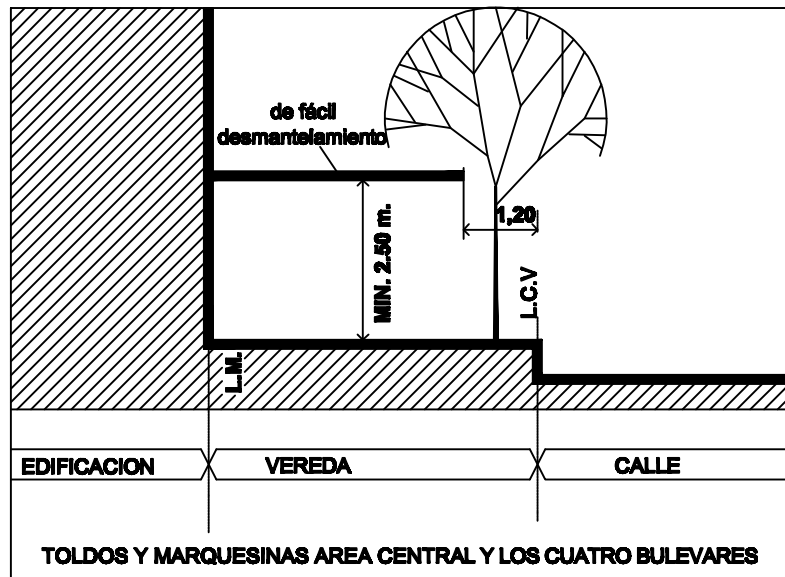 de fácil
desmantelamiento
1,20
MIN. 2.50 m.
L.C.V
L.M.
EDIFICACION
VEREDA
CALLE
TOLDOS Y MARQUESINAS AREA CENTRAL Y LOS CUATRO BULEVARES